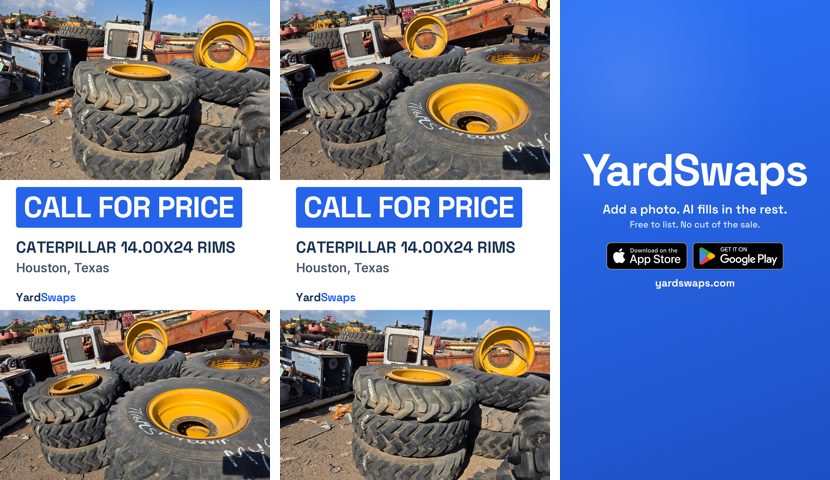 CALL FOR PRICE
CATERPILLAR 14.00X24 RIMS
Houston, Texas
YardSwaps
CALL FOR PRICE
CATERPILLAR 14.00X24 RIMS
Houston, Texas
YardSwaps
YardSwaps
Add a photo. AI fills in the rest.
Free to list. No cut of the sale.
Download on the
App Store
GET IT ON
Google Play
yardswaps.com